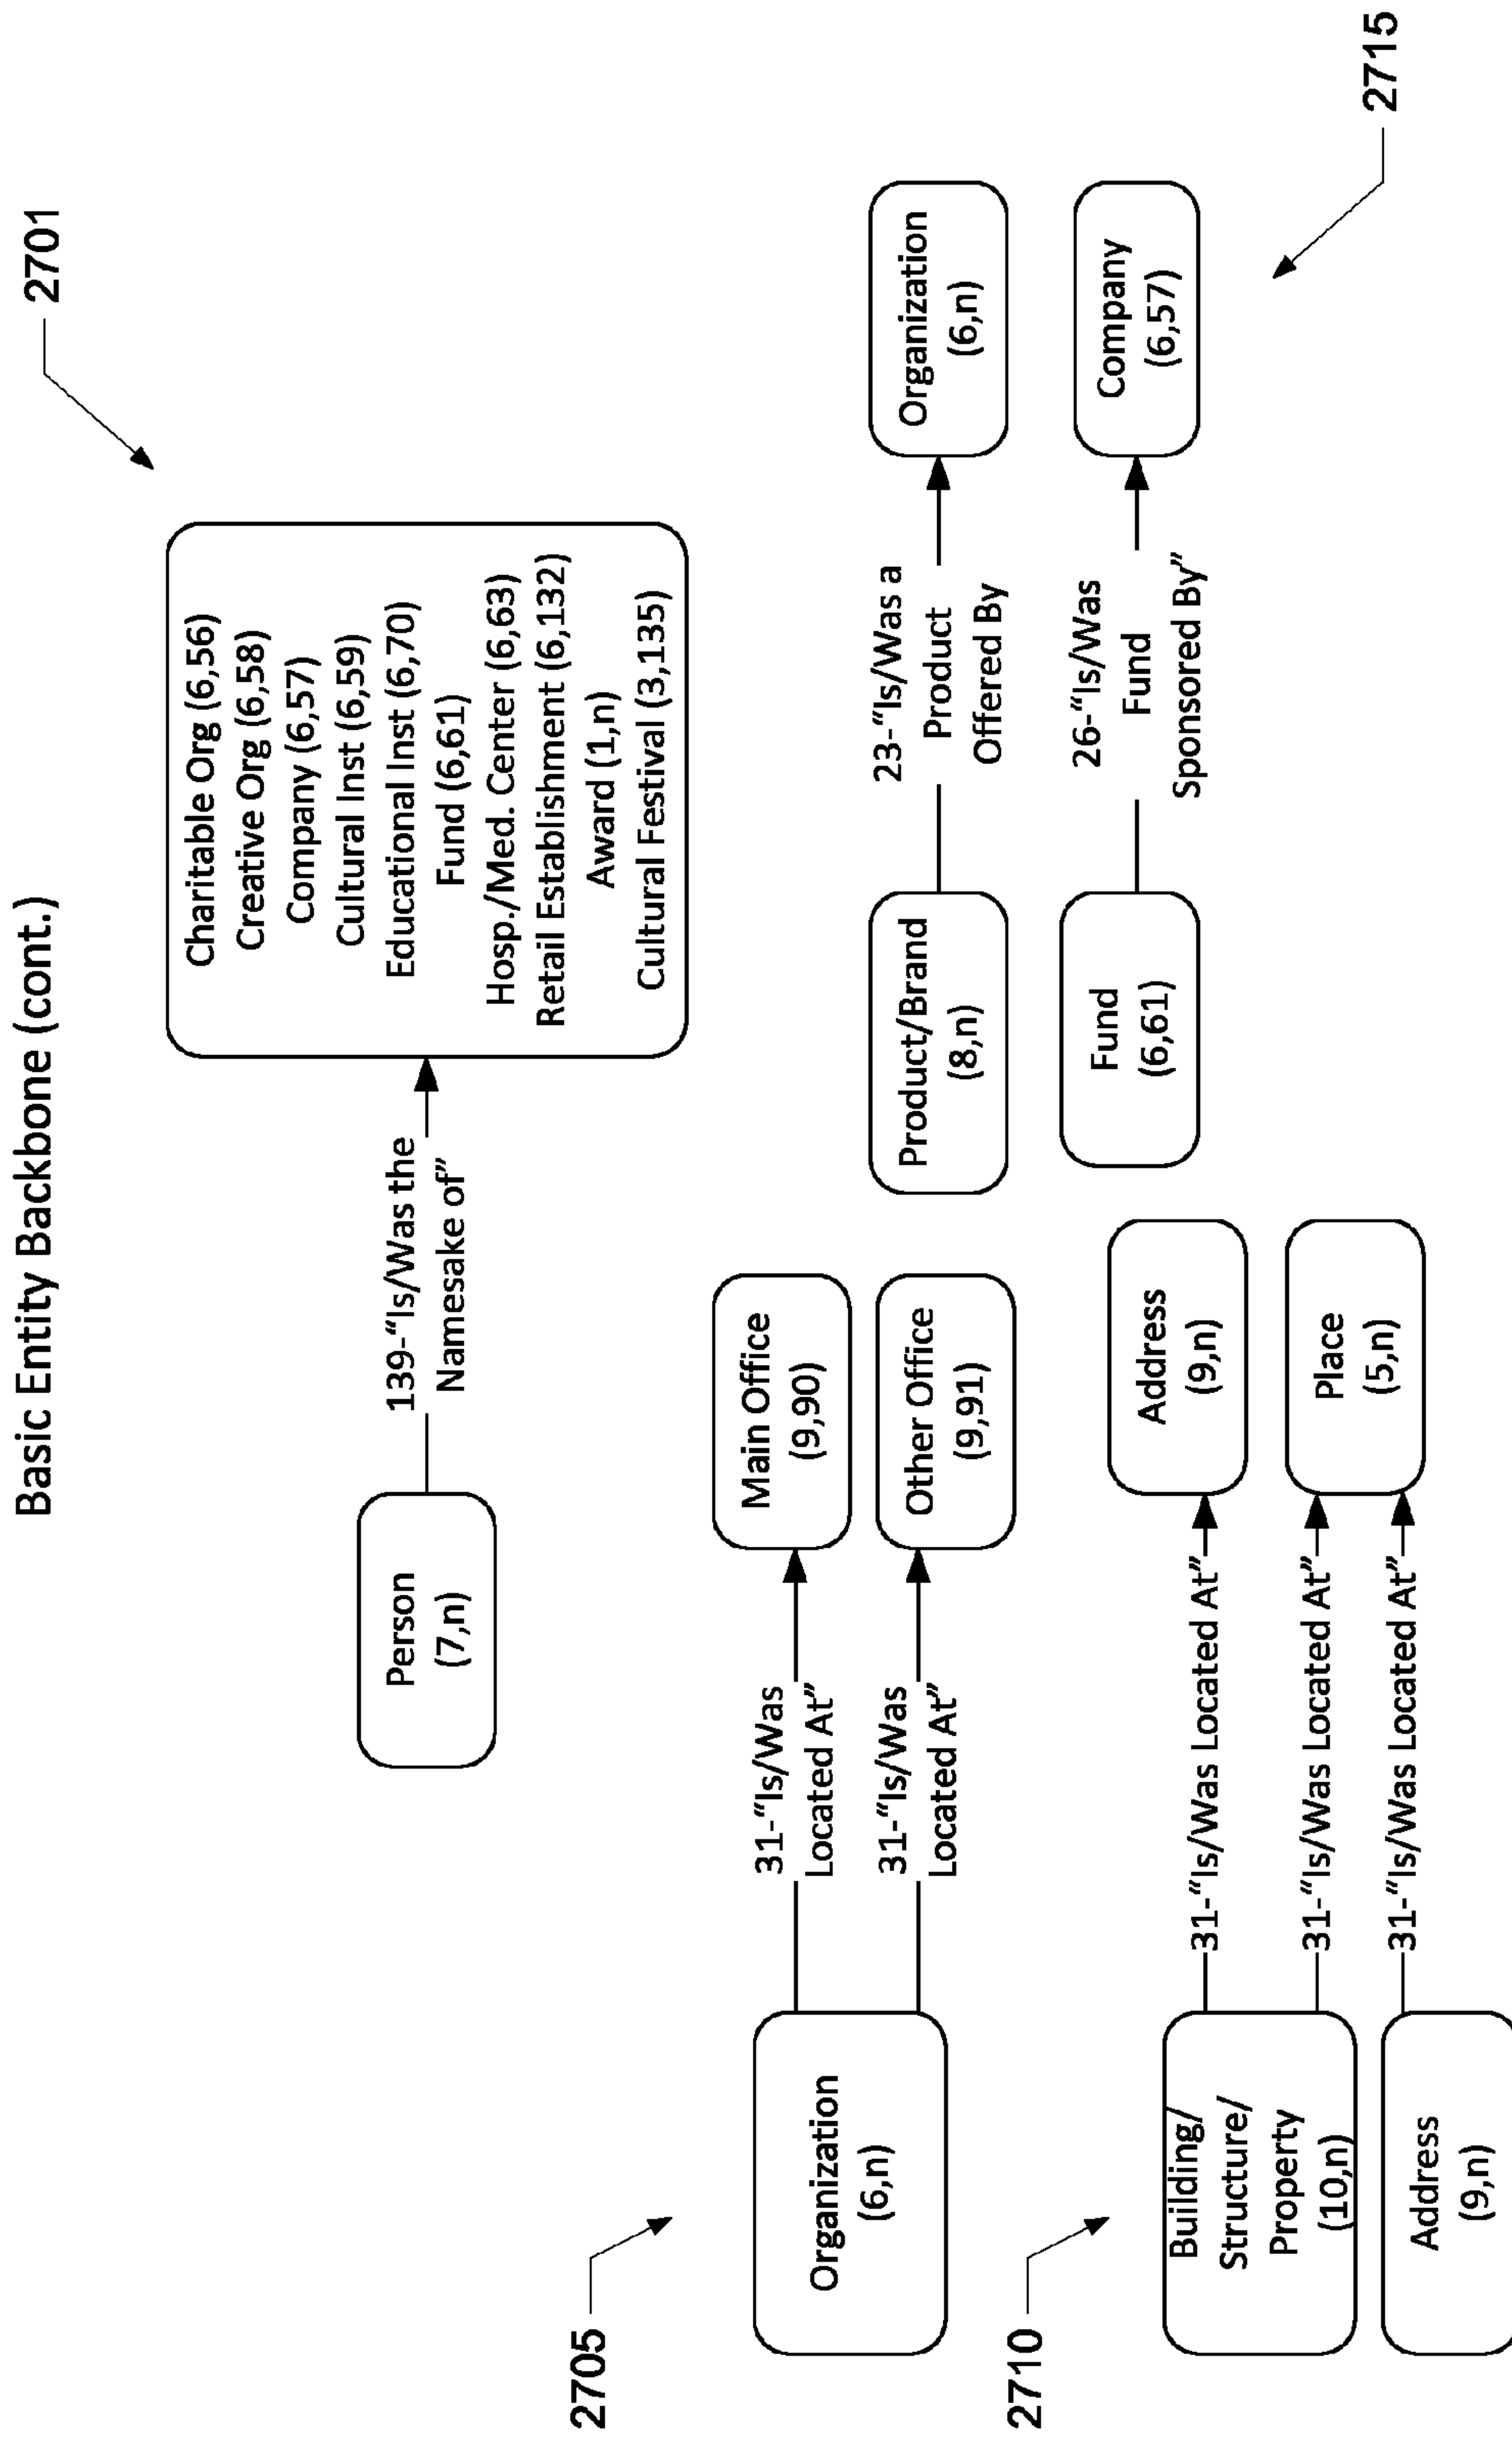 Basic Entity Backbone (cont.)
2701
Person
(7,n)
139-“Is/Was the
Namesake of”
Charitable Org (6,56)
Creative Org (6,58)
Company (6,57)
Cultural Inst (6,59)
Educational Inst (6,70)
Fund (6,61)
Hosp./Med. Center (6,63)
Retail Establishment (6,132)
Award (1,n)
Cultural Festival (3,135)
2705
Organization
(6,n)
31-“Is/Was
Located At”
Main Office
(9,90)
31-“Is/Was
Located At”
Other Office
(9,91)
2710
Building/
Structure/
Property
(10,n)
31-“Is/Was Located At”
Address
(9,n)
31-“Is/Was Located At”
Place
(5,n)
Address
(9,n)
31-“Is/Was Located At”
Product/Brand
(8,n)
23-“Is/Was a
Product
Offered By
Organization
(6,n)
Fund
(6,61)
26-“Is/Was
Fund
Sponsored By”
Company
(6,57)
2715